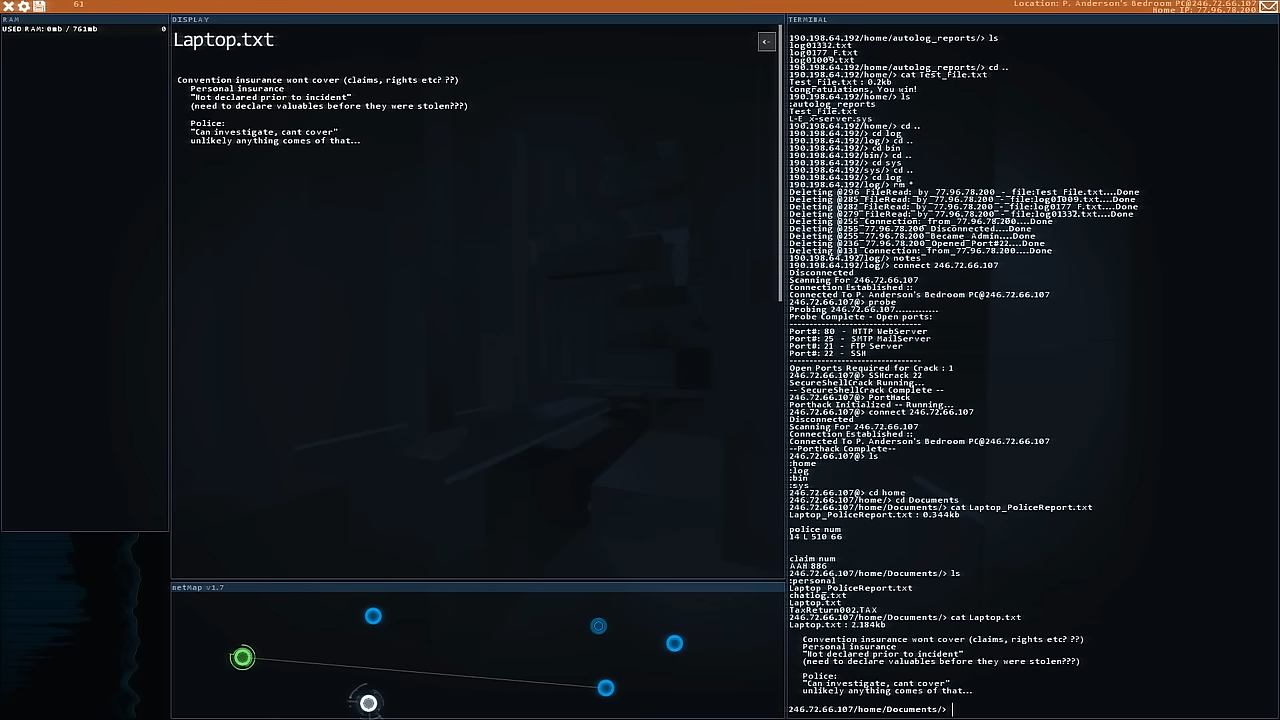 61
Location: P. Anderson's Bedroom PC@246.72.66.107
Home IP: 77.96.78.200
RAM
USED RAM: 0mb / 761mb 0
DISPLAY
Laptop.txt
<-
Convention insurance wont cover (claims, rights etc? ??)
Personal insurance
"Not declared prior to incident"
(need to declare valuables before they were stolen???)
Police:
"Can investigate, cant cover"
unlikely anything comes of that...
netMap v1.7
TERMINAL
190.198.64.192/home/autolog_reports/> ls
log01332.txt
log0177_F.txt
log01009.txt
190.198.64.192/home/autolog_reports/> cd ..
190.198.64.192/home/> cat Test_File.txt
Test_File.txt : 0.2kb
Congratulations, You win!
190.198.64.192/home/> ls
:autolog_reports
Test_File.txt
L-E_x-server.sys
190.198.64.192/home/> cd ..
190.198.64.192/> cd log
190.198.64.192/log/> cd ..
190.198.64.192/> cd bin
190.198.64.192/bin/> cd ..
190.198.64.192/> cd sys
190.198.64.192/sys/> cd ..
190.198.64.192/> cd log
190.198.64.192/log/> rm *
Deleting @296_FileRead:_by_77.96.78.200_-_file:Test_File.txt....Done
Deleting @285_FileRead:_by_77.96.78.200_-_file:log01009.txt....Done
Deleting @282_FileRead:_by_77.96.78.200_-_file:log0177_F.txt....Done
Deleting @279_FileRead:_by_77.96.78.200_-_file:log01332.txt....Done
Deleting @255_Connection:_from_77.96.78.200....Done
Deleting @255_77.96.78.200_Disconnected....Done
Deleting @255_77.96.78.200_Became_Admin....Done
Deleting @236_77.96.78.200_Opened_Port#22....Done
Deleting @131_Connection:_from_77.96.78.200....Done
190.198.64.192/log/> notes
190.198.64.192/log/> connect 246.72.66.107
Disconnected
Scanning For 246.72.66.107
Connection Established ::
Connected To P. Anderson's Bedroom PC@246.72.66.107
246.72.66.107@> probe
Probing 246.72.66.107.............
Probe Complete - Open ports:
---------------------------------
Port#: 80 - HTTP WebServer
Port#: 25 - SMTP MailServer
Port#: 21 - FTP Server
Port#: 22 - SSH
---------------------------------
Open Ports Required for Crack : 1
246.72.66.107@> SSHcrack 22
SecureShellCrack Running...
-- SecureShellCrack Complete --
246.72.66.107@> PortHack
Porthack Initialized -- Running...
246.72.66.107@> connect 246.72.66.107
Disconnected
Scanning For 246.72.66.107
Connection Established ::
Connected To P. Anderson's Bedroom PC@246.72.66.107
--Porthack Complete--
246.72.66.107@> ls
:home
:log
:bin
:sys
246.72.66.107@> cd home
246.72.66.107/home/> cd Documents
246.72.66.107/home/Documents/> cat Laptop_PoliceReport.txt
Laptop_PoliceReport.txt : 0.344kb
police num
14 L 510 66
claim num
AAH 886
246.72.66.107/home/Documents/> ls
:personal
Laptop_PoliceReport.txt
chatlog.txt
Laptop.txt
TaxReturn002.TAX
246.72.66.107/home/Documents/> cat Laptop.txt
Laptop.txt : 2.184kb
Convention insurance wont cover (claims, rights etc? ??)
Personal insurance
"Not declared prior to incident"
(need to declare valuables before they were stolen???)
Police:
"Can investigate, cant cover"
unlikely anything comes of that...
246.72.66.107/home/Documents/>